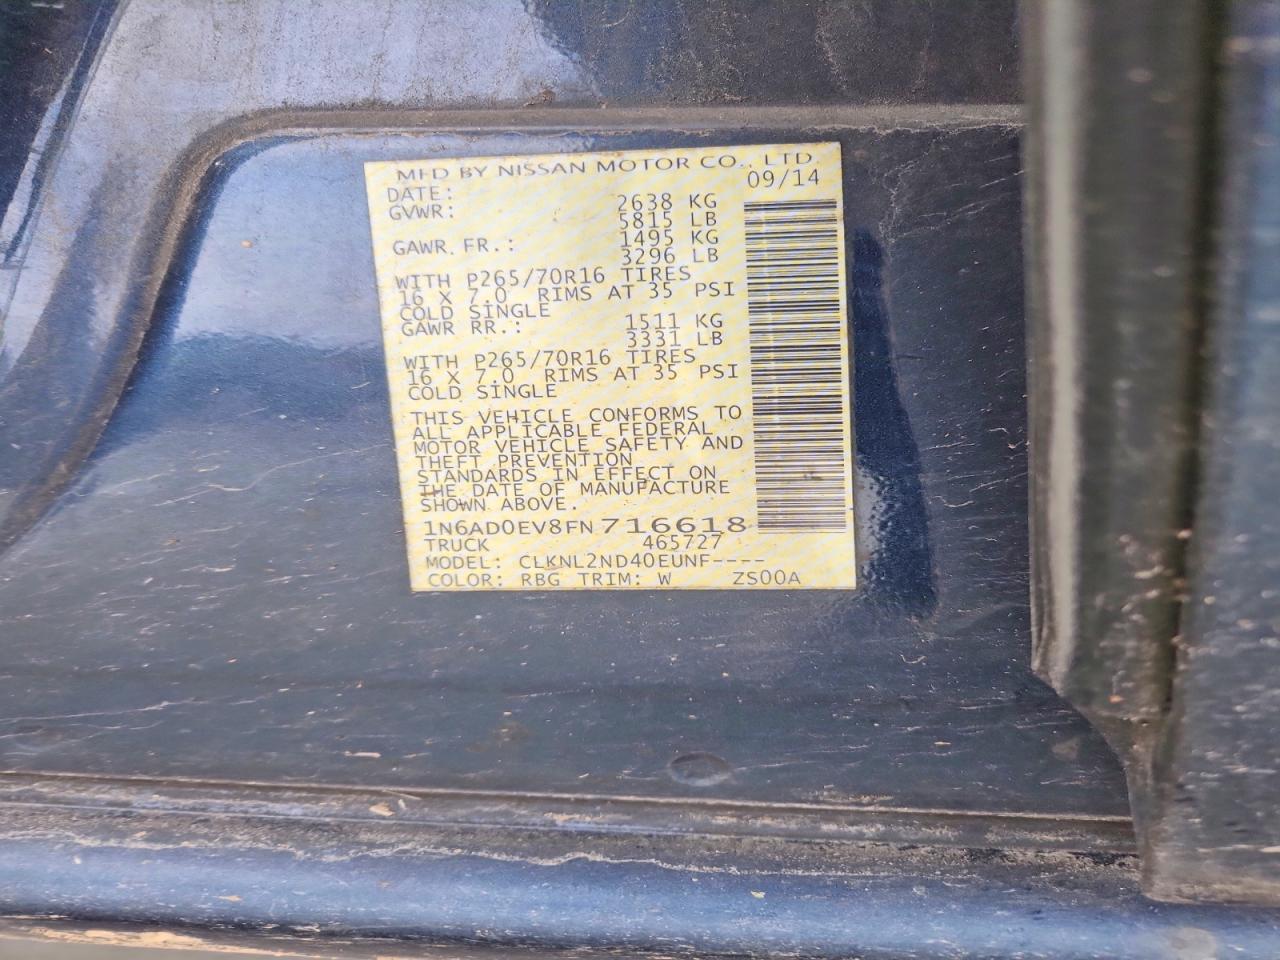 MFD BY NISSAN MOTOR CO., LTD.
DATE: 09/14
GVWR: 2638 KG
5815 LB
GAWR FR.: 1495 KG
3296 LB
WITH P265/70R16 TIRES
16 X 7.0 RIMS AT 35 PSI
COLD SINGLE
GAWR RR.: 1511 KG
3331 LB
WITH P265/70R16 TIRES
16 X 7.0 RIMS AT 35 PSI
COLD SINGLE
THIS VEHICLE CONFORMS TO
ALL APPLICABLE FEDERAL
MOTOR VEHICLE SAFETY AND
THEFT PREVENTION
STANDARDS IN EFFECT ON
THE DATE OF MANUFACTURE
SHOWN ABOVE.
1N6AD0EV8FN716618
TRUCK 465727
MODEL: CLKNL2ND40EUNF----
COLOR: RBG TRIM: W ZS00A